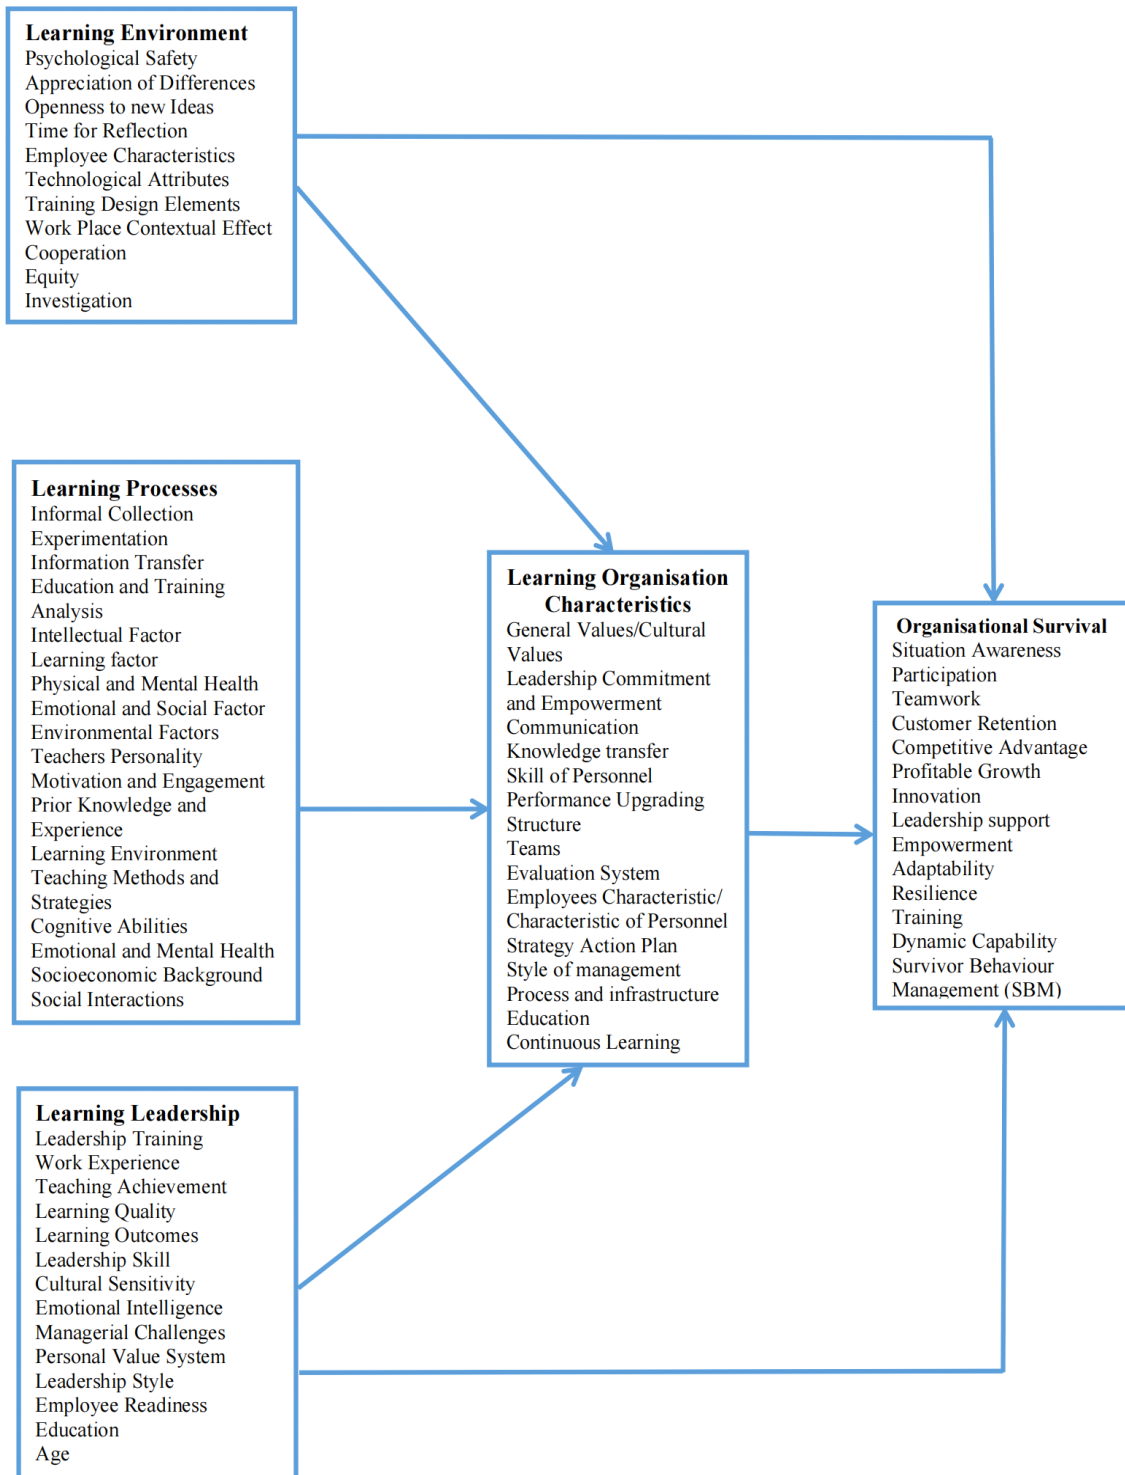 Learning Environment
Psychological Safety
Appreciation of Differences
Openness to new Ideas
Time for Reflection
Employee Characteristics
Technological Attributes
Training Design Elements
Work Place Contextual Effect
Cooperation
Equity
Investigation
Learning Processes
Informal Collection
Experimentation
Information Transfer
Education and Training
Analysis
Intellectual Factor
Learning factor
Physical and Mental Health
Emotional and Social Factor
Environmental Factors
Teachers Personality
Motivation and Engagement
Prior Knowledge and
Experience
Learning Environment
Teaching Methods and
Strategies
Cognitive Abilities
Emotional and Mental Health
Socioeconomic Background
Social Interactions
Learning Leadership
Leadership Training
Work Experience
Teaching Achievement
Learning Quality
Learning Outcomes
Leadership Skill
Cultural Sensitivity
Emotional Intelligence
Managerial Challenges
Personal Value System
Leadership Style
Employee Readiness
Education
Age
Learning Organisation
Characteristics
General Values/Cultural
Values
Leadership Commitment
and Empowerment
Communication
Knowledge transfer
Skill of Personnel
Performance Upgrading
Structure
Teams
Evaluation System
Employees Characteristic/
Characteristic of Personnel
Strategy Action Plan
Style of management
Process and infrastructure
Education
Continuous Learning
Organisational Survival
Situation Awareness
Participation
Teamwork
Customer Retention
Competitive Advantage
Profitable Growth
Innovation
Leadership support
Empowerment
Adaptability
Resilience
Training
Dynamic Capability
Survivor Behaviour
Management (SBM)